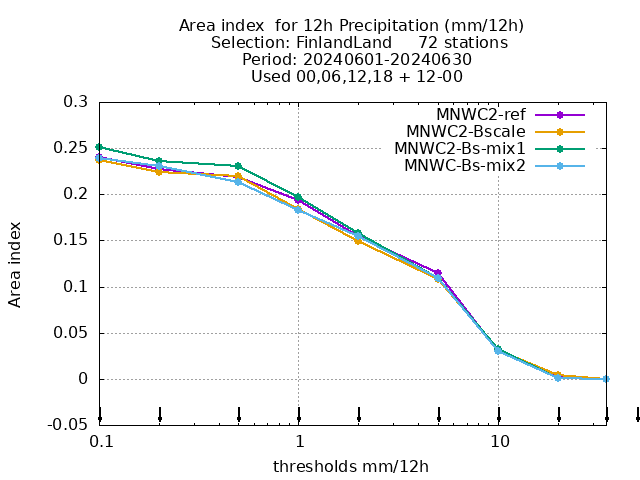 Area index  for 12h Precipitation (mm/12h)
Selection: FinlandLand     72 stations
Period: 20240601-20240630
Used 00,06,12,18 + 12-00
MNWC2-ref
MNWC2-Bscale
MNWC2-Bs-mix1
MNWC-Bs-mix2
0.3
0.25
0.2
0.15
0.1
0.05
0
-0.05
Area index
0.1 1 10
thresholds mm/12h